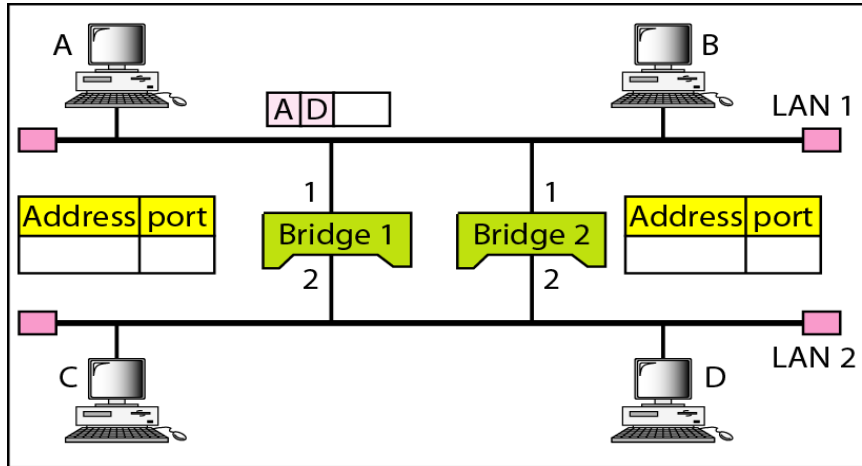 A
B
A D
LAN 1
1
1
Address port
Bridge 1
Bridge 2
Address port
2
2
LAN 2
C
D